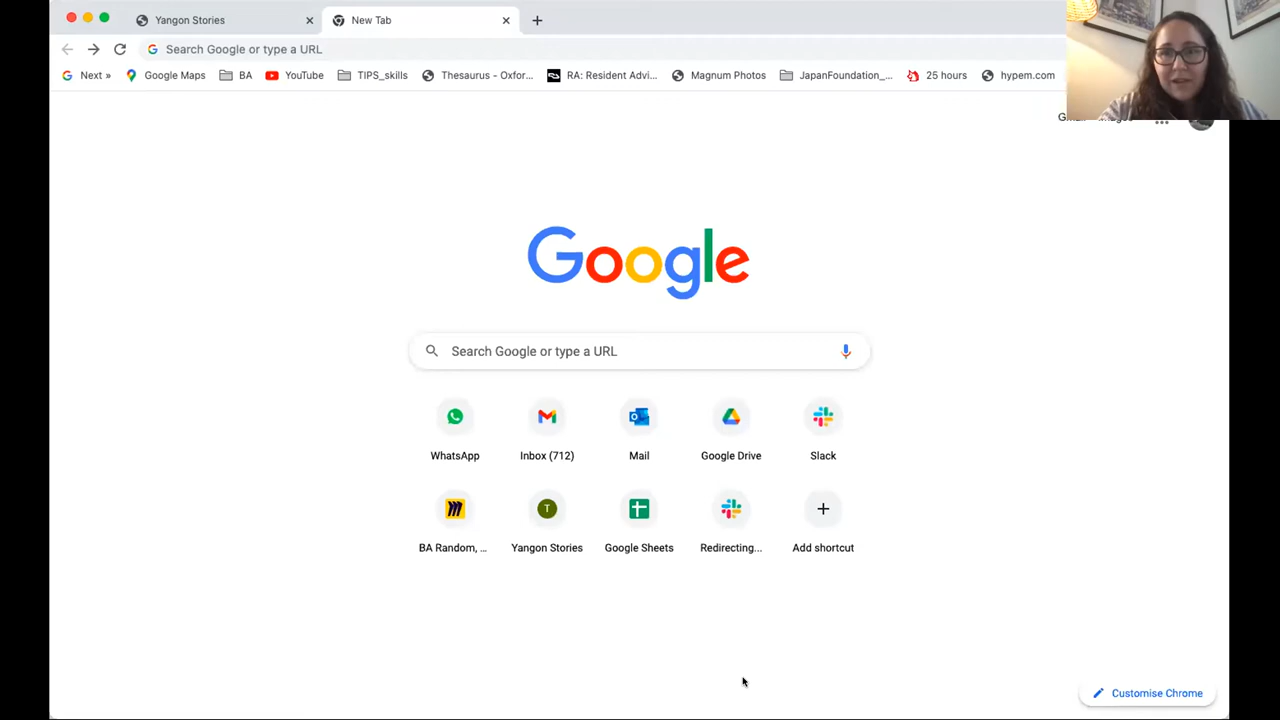 Yangon Stories
New Tab
Search Google or type a URL
Next »
Google Maps
BA
YouTube
TIPS_skills
Thesaurus - Oxfor...
RA: Resident Advi...
Magnum Photos
JapanFoundation_...
25 hours
hypem.com
Google
Search Google or type a URL
WhatsApp
Inbox (712)
Mail
Google Drive
Slack
T
BA Random, ...
Yangon Stories
Google Sheets
Redirecting...
Add shortcut
Customise Chrome